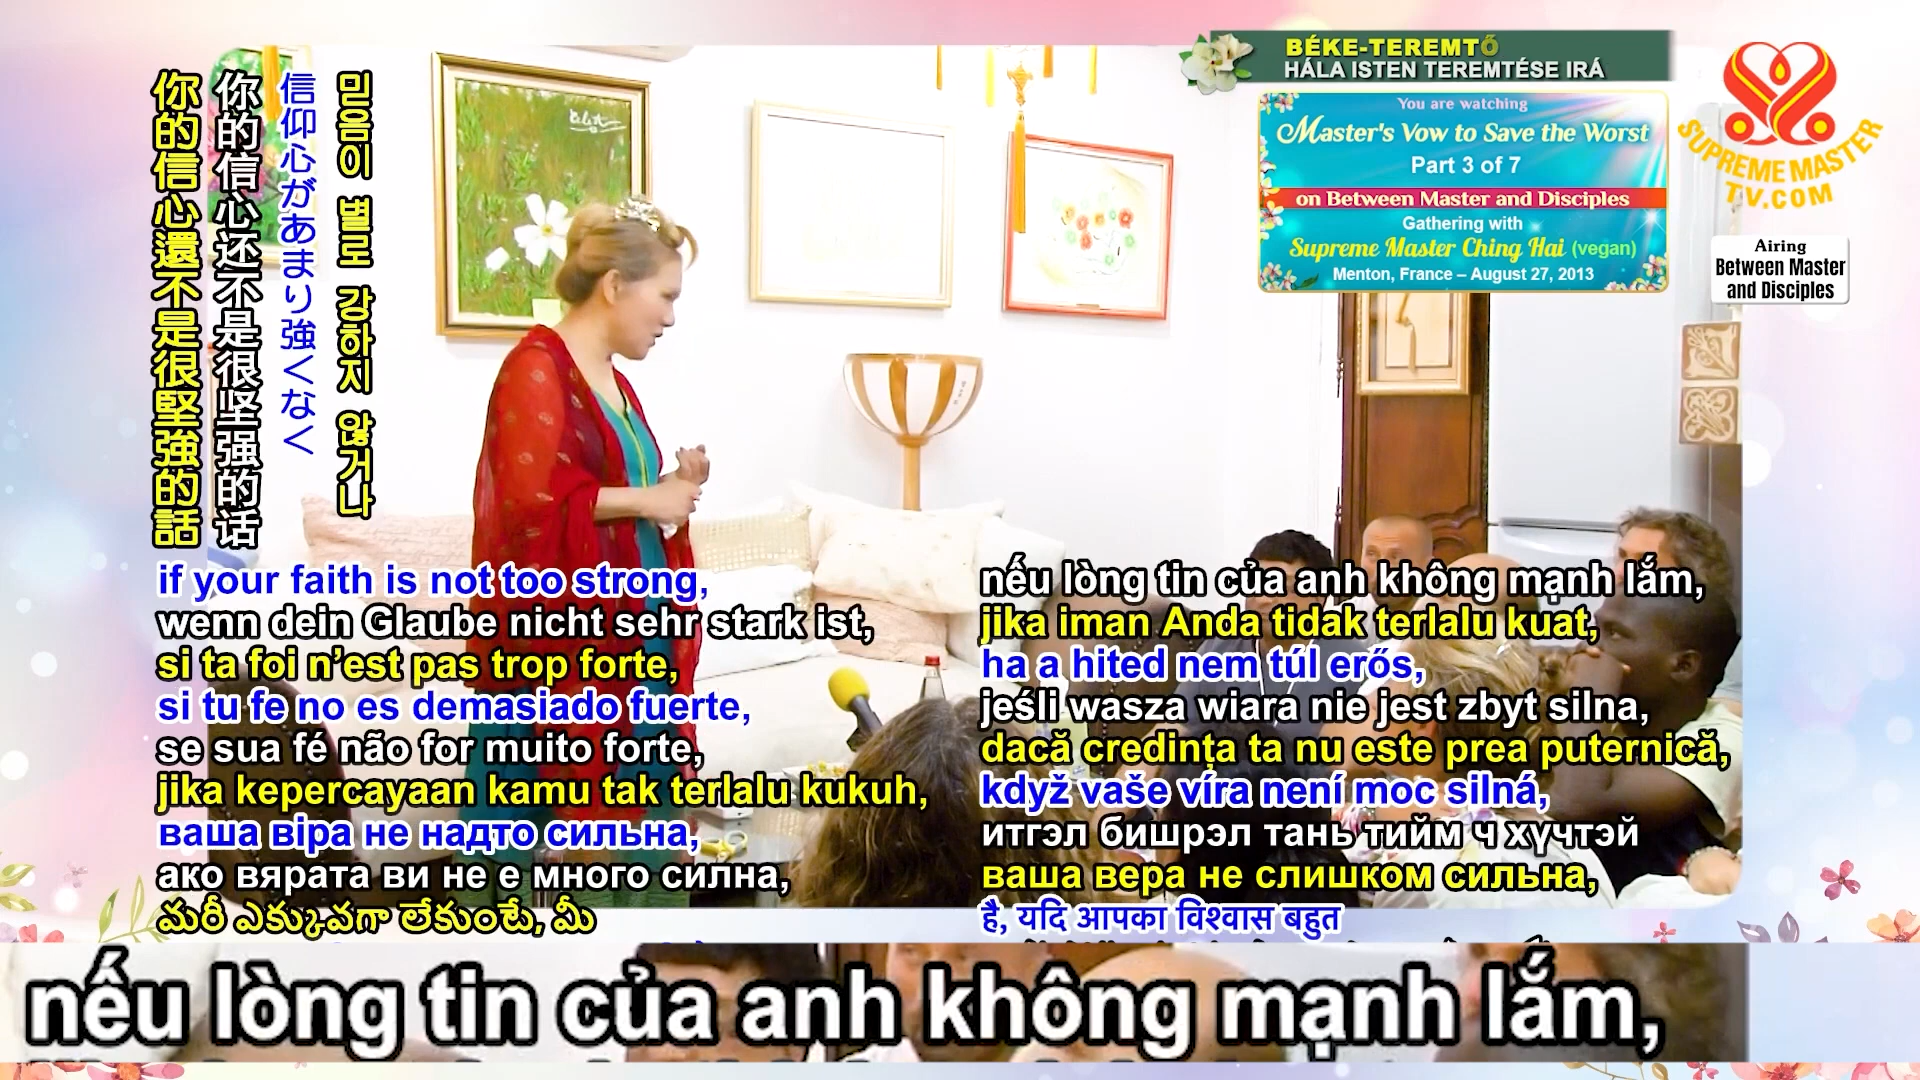 BÉKE-TEREMTŐ
HÁLA ISTEN TEREMTÉSE IRÁ
You are watching
Master's Vow to Save the Worst
Part 3 of 7
on Between Master and Disciples
Gathering with
Supreme Master Ching Hai (vegan)
Menton, France – August 27, 2013
SUPREME MASTER
TV.COM
Airing
Between Master
and Disciples
你的信心還不是很堅強的話
你的信心还不是很坚强的话
信仰心があまり強くなく
믿음이 별로 강하지 않거나
if your faith is not too strong,
wenn dein Glaube nicht sehr stark ist,
si ta foi n'est pas trop forte,
si tu fe no es demasiado fuerte,
se sua fé não for muito forte,
jika kepercayaan kamu tak terlalu kukuh,
ваша віра не надто сильна,
ако вярата ви не е много силна,
మరీ ఎక్కువగా లేకుంటే, మీ
nếu lòng tin của anh không mạnh lắm,
jika iman Anda tidak terlalu kuat,
ha a hited nem túl erős,
jeśli wasza wiara nie jest zbyt silna,
dacă credința ta nu este prea puternică,
když vaše víra není moc silná,
итгэл бишрэл тань тийм ч хүчтэй
ваша вера не слишком сильна,
है, यदि आपका विश्वास बहुत
nếu lòng tin của anh không mạnh lắm,